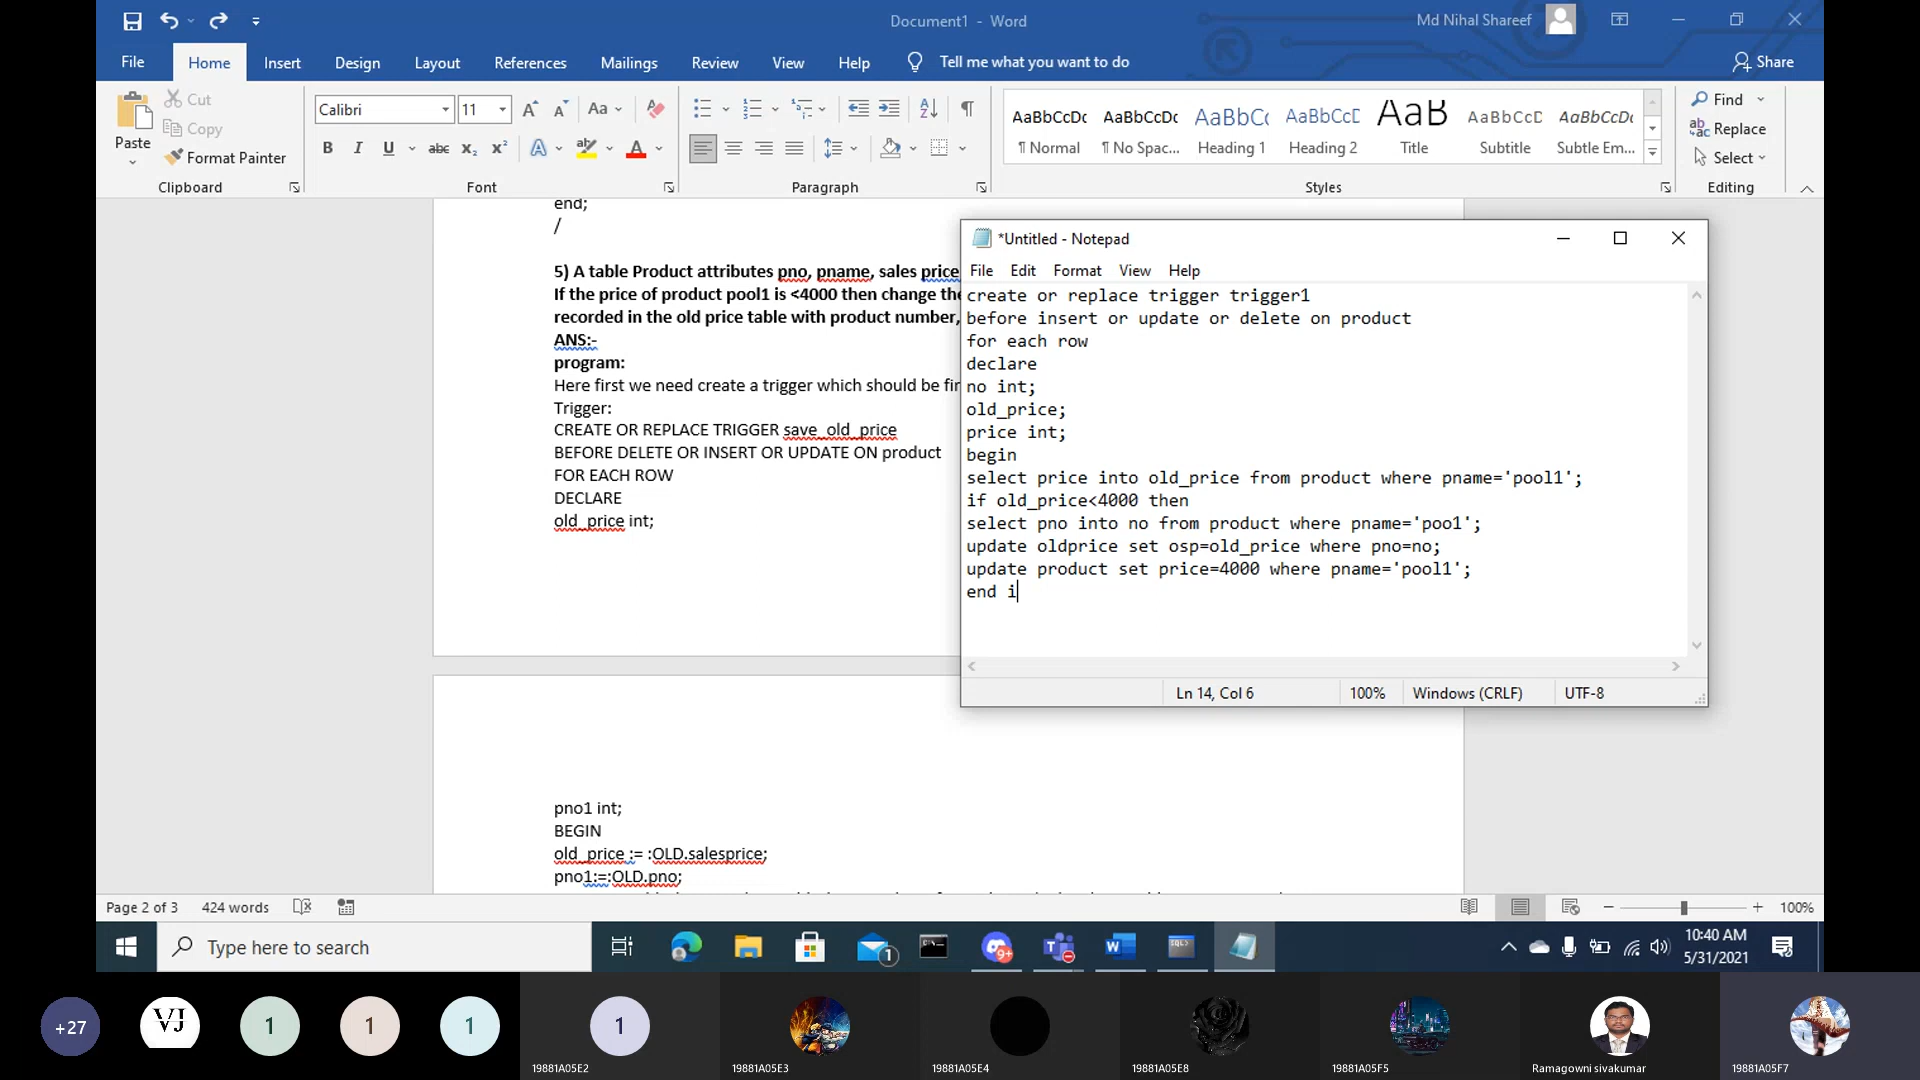 Document1 - Word
Md Nihal Shareef
File
Home
Insert
Design
Layout
References
Mailings
Review
View
Help
Tell me what you want to do
Share
Paste
Cut
Copy
Format Painter
Clipboard
Calibri
11
Aa
B I U abc x₂ x²
A
A
Font
Paragraph
AaBbCcDc
¶ Normal
AaBbCcDc
¶ No Spac...
AaBbC
Heading 1
AaBbCcD
Heading 2
AaB
Title
AaBbCcD
Subtitle
AaBbCcDc
Subtle Em...
Styles
Find
Replace
Select
Editing
end;
/
5) A table Product attributes pno, pname, sales price
If the price of product pool1 is <4000 then change the
recorded in the old price table with product number,
ANS:-
program:
Here first we need create a trigger which should be fir
Trigger:
CREATE OR REPLACE TRIGGER save_old_price
BEFORE DELETE OR INSERT OR UPDATE ON product
FOR EACH ROW
DECLARE
old_price int;
pno1 int;
BEGIN
old_price := :OLD.salesprice;
pno1:=:OLD.pno;
*Untitled - Notepad
File Edit Format View Help
create or replace trigger trigger1
before insert or update or delete on product
for each row
declare
no int;
old_price;
price int;
begin
select price into old_price from product where pname='pool1';
if old_price<4000 then
select pno into no from product where pname='poo1';
update oldprice set osp=old_price where pno=no;
update product set price=4000 where pname='pool1';
end i
Ln 14, Col 6
100%
Windows (CRLF)
UTF-8
Page 2 of 3
424 words
100%
Type here to search
1
9+
W
SQL>
10:40 AM
5/31/2021
+27
VJ
1
1
1
1
19881A05E2
19881A05E3
19881A05E4
19881A05E8
19881A05F5
Ramagowni sivakumar
19881A05F7